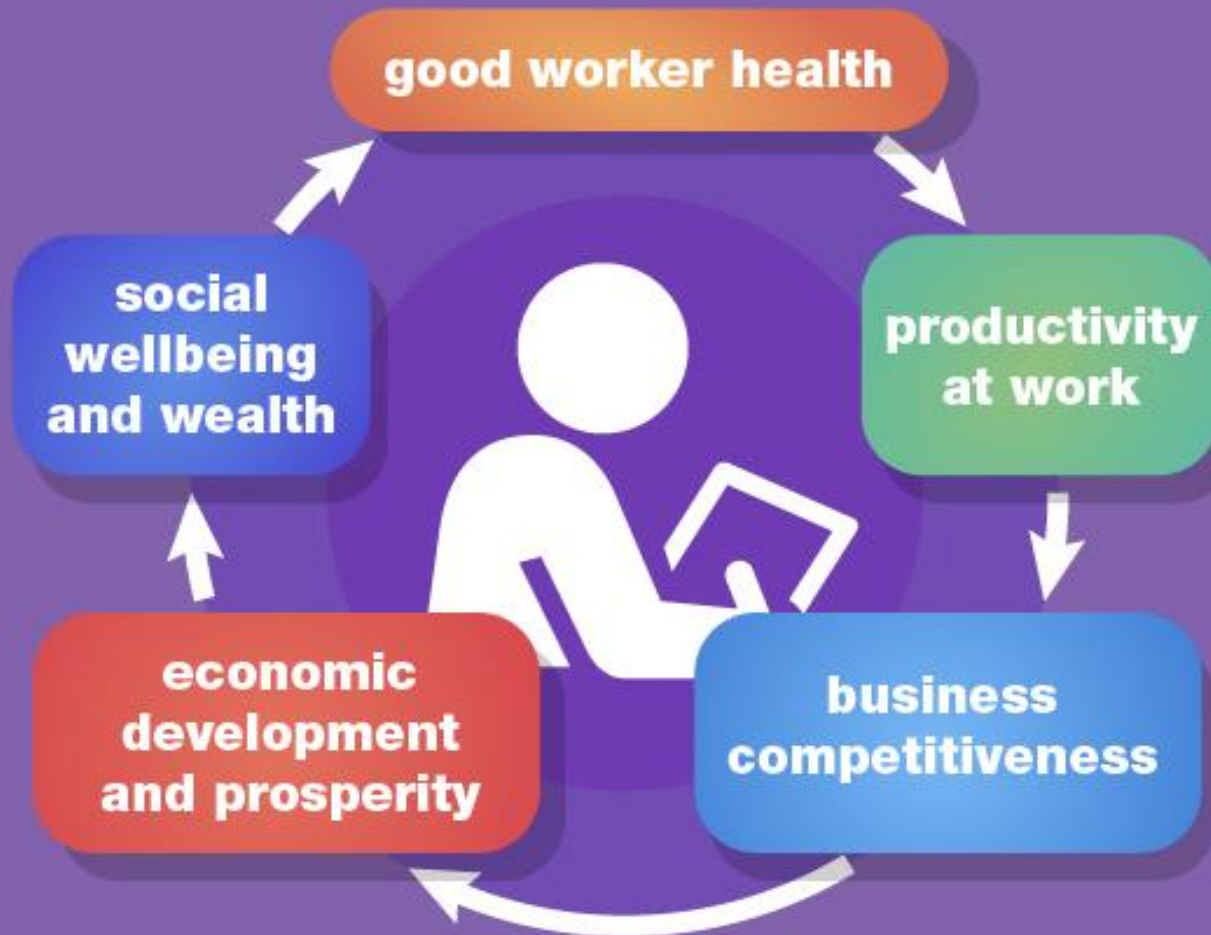 good worker health
productivity
at work
business
competitiveness
economic
development
and prosperity
social
wellbeing
and wealth